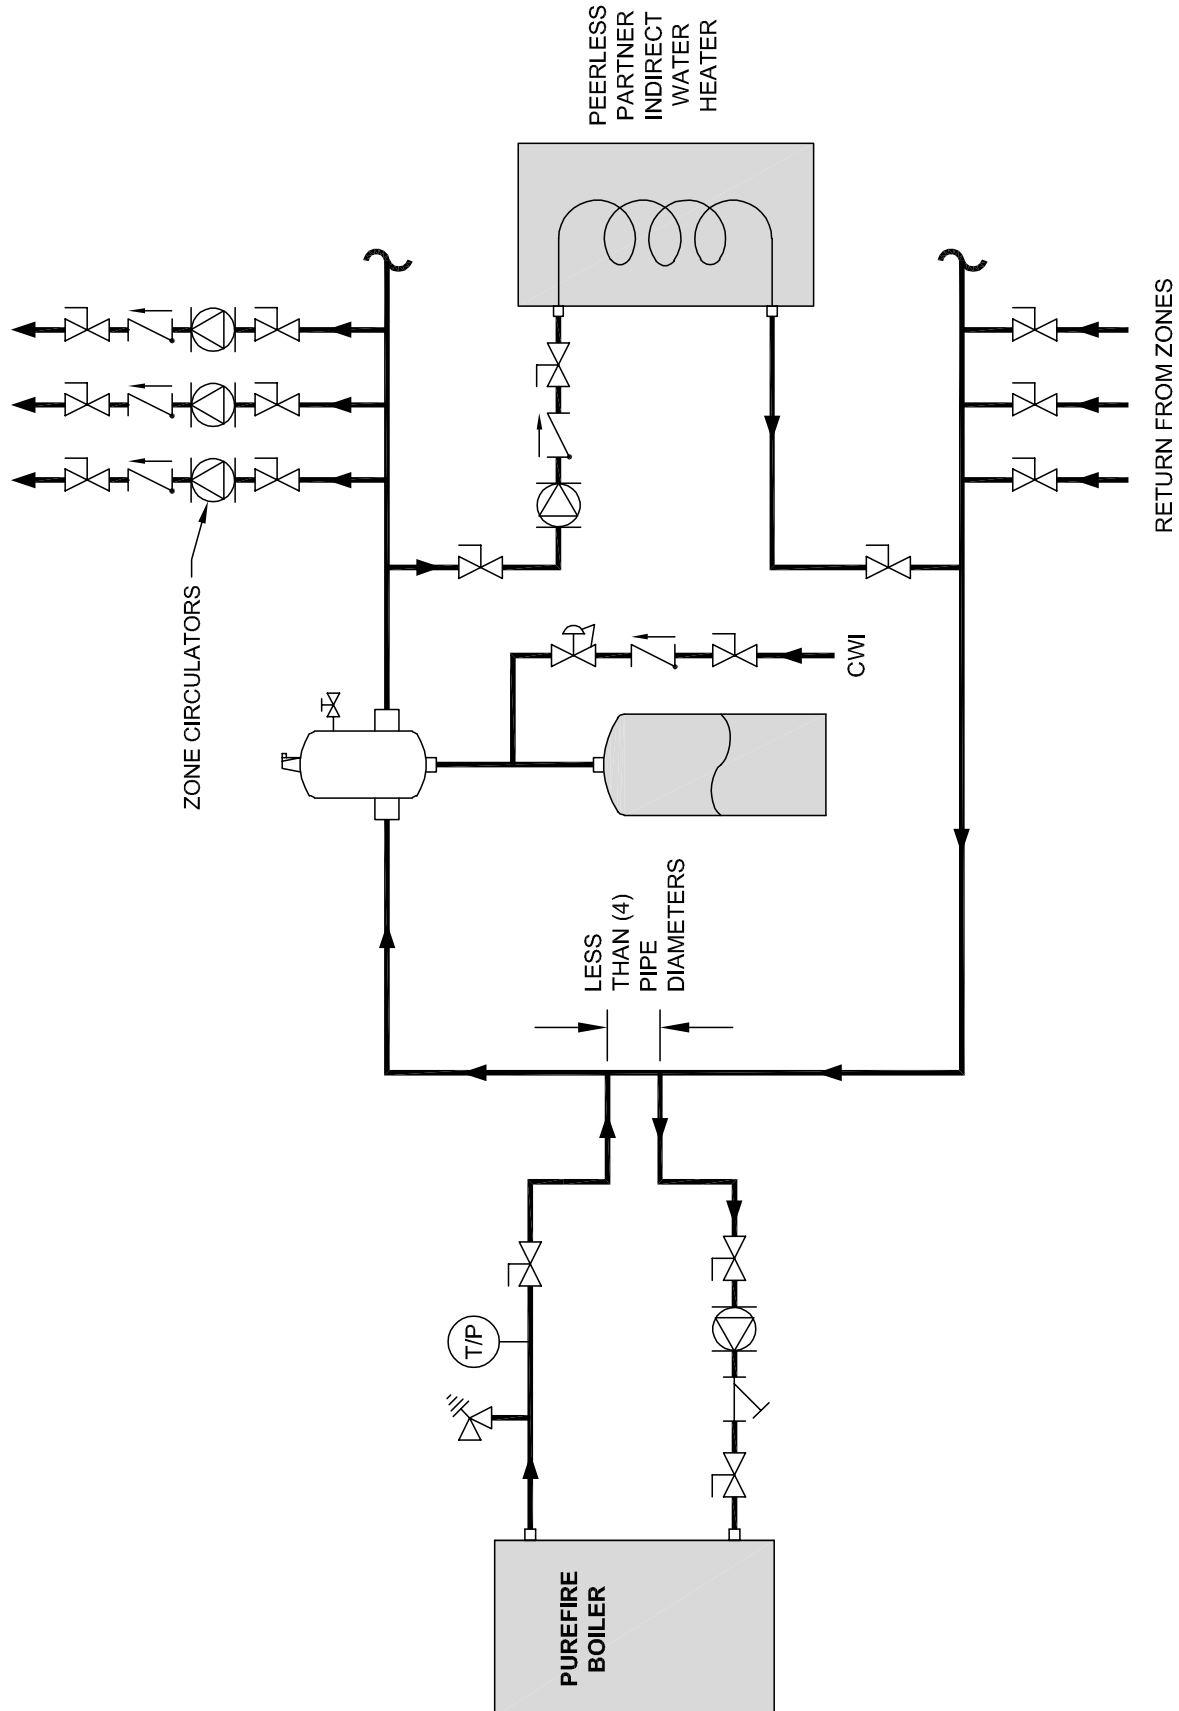 PEERLESS
PARTNER
INDIRECT
WATER
HEATER
ZONE CIRCULATORS
CWI
RETURN FROM ZONES
LESS
THAN (4)
PIPE
DIAMETERS
T/P
PUREFIRE
BOILER